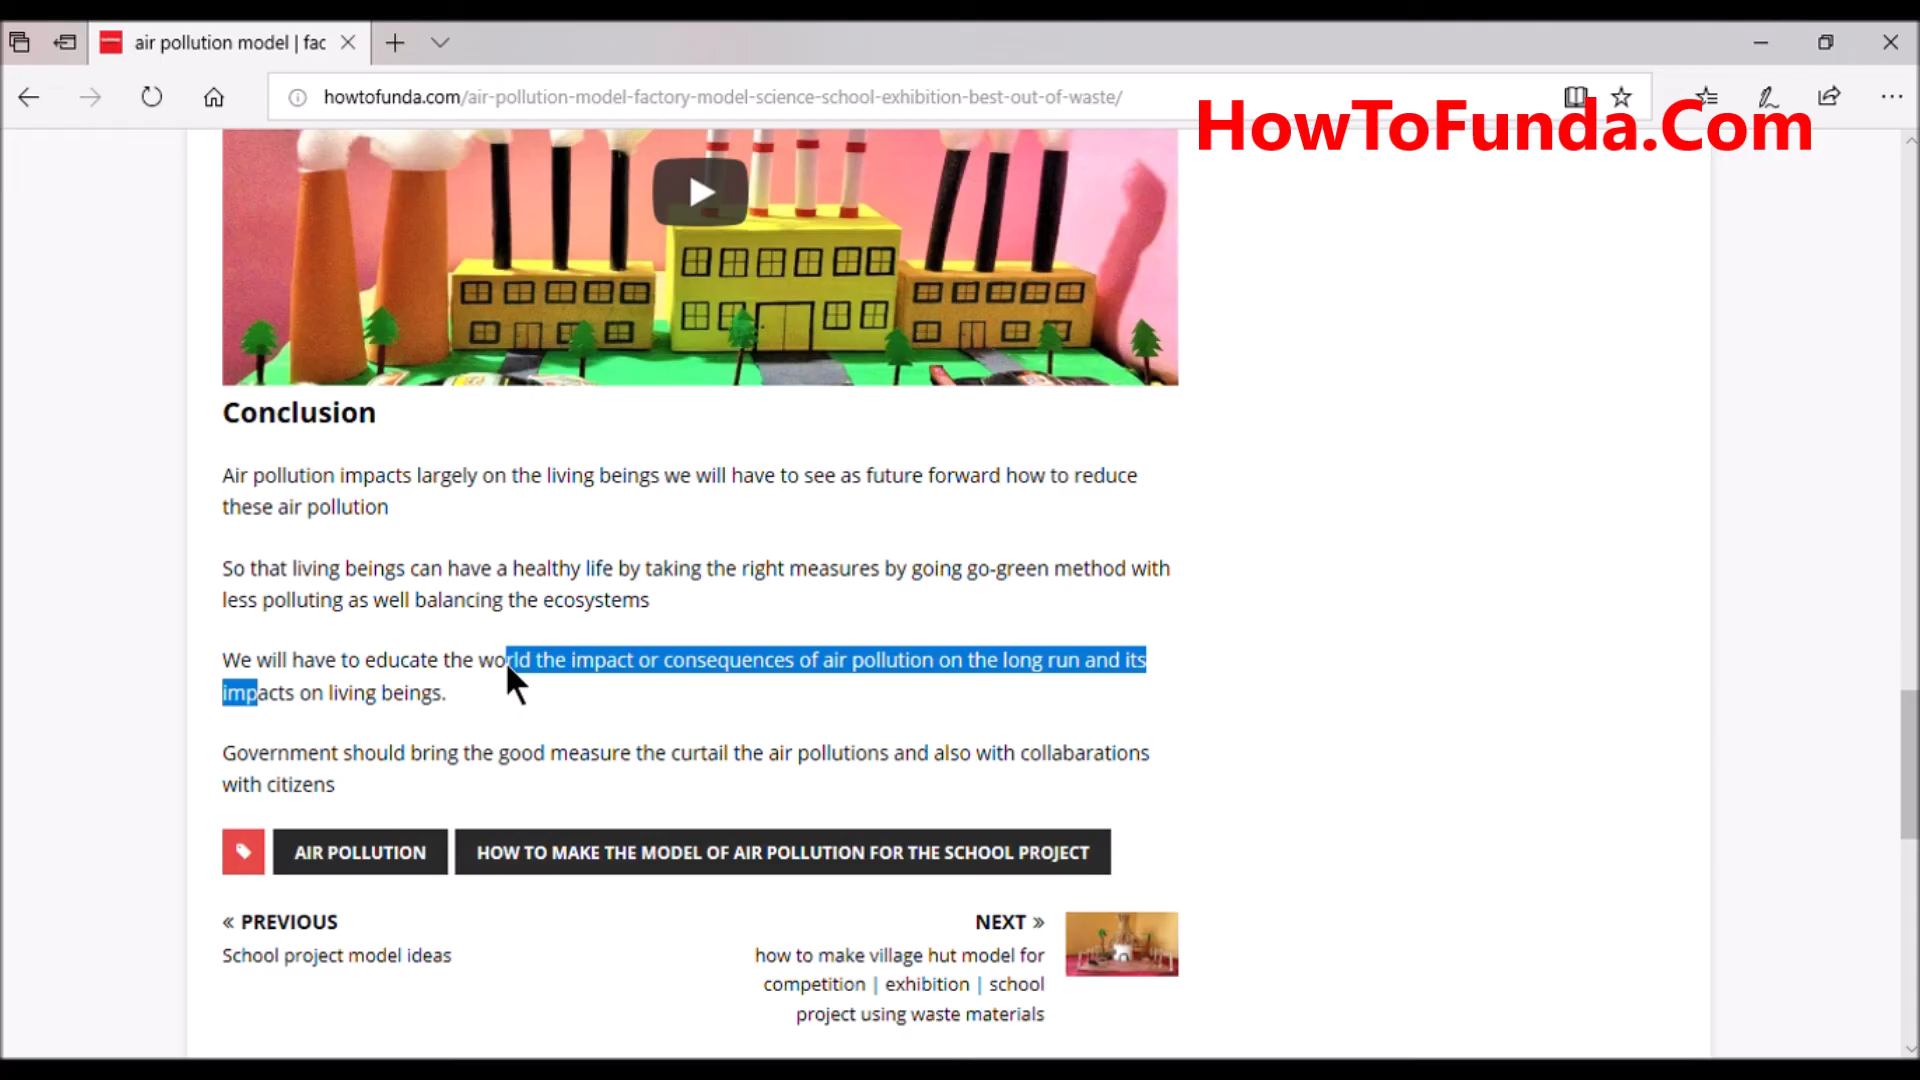 air pollution model | fac
howtofunda.com/air-pollution-model-factory-model-science-school-exhibition-best-out-of-waste/
HowToFunda.Com
Conclusion
Air pollution impacts largely on the living beings we will have to see as future forward how to reduce
these air pollution
So that living beings can have a healthy life by taking the right measures by going go-green method with
less polluting as well balancing the ecosystems
We will have to educate the world the impact or consequences of air pollution on the long run and its
impacts on living beings.
Government should bring the good measure the curtail the air pollutions and also with collabarations
with citizens
AIR POLLUTION
HOW TO MAKE THE MODEL OF AIR POLLUTION FOR THE SCHOOL PROJECT
« PREVIOUS
School project model ideas
NEXT »
how to make village hut model for
competition | exhibition | school
project using waste materials